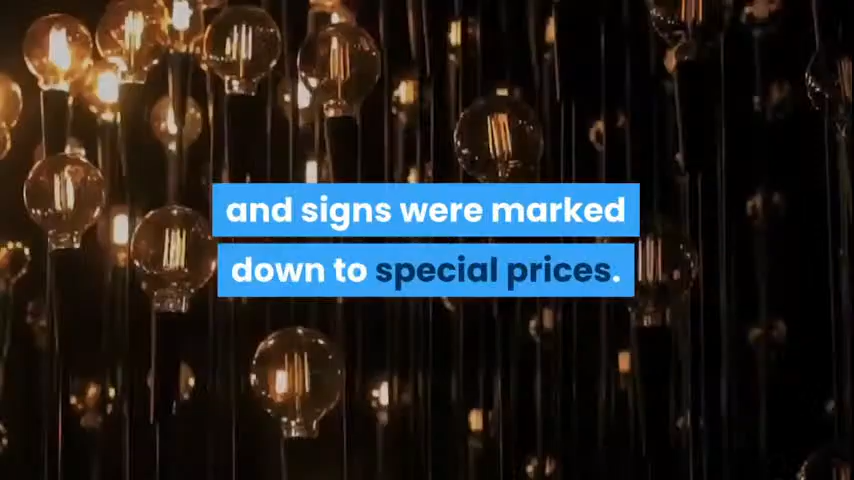 and signs were marked
down to special prices.